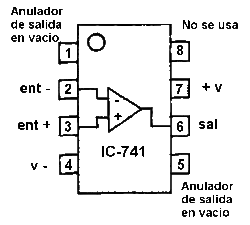 Anulador
de salida
en vacio
No se usa
1
8
ent -
2
-
7
+ v
ent +
3
+
6
sal
IC-741
v -
4
5
Anulador
de salida
en vacio